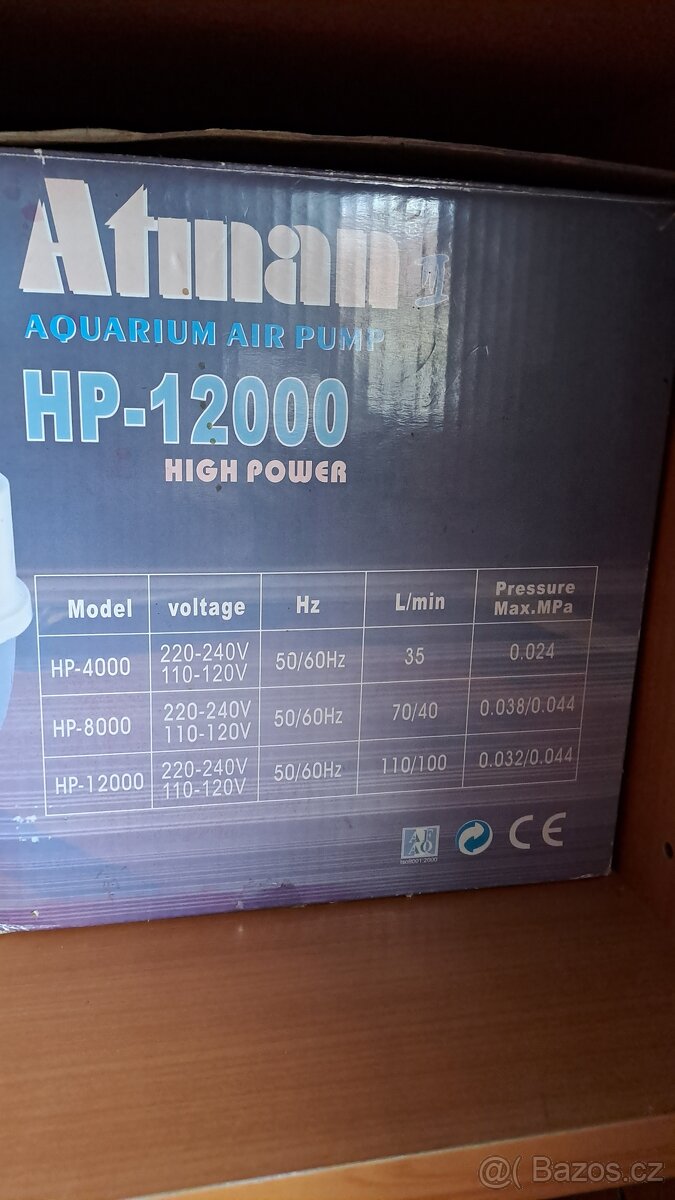 Atman
AQUARIUM AIR PUMP
HP-12000
HIGH POWER
Model voltage Hz L/min Pressure Max.MPa
HP-4000 220-240V 110-120V 50/60Hz 35 0.024
HP-8000 220-240V 110-120V 50/60Hz 70/40 0.038/0.044
HP-12000 220-240V 110-120V 50/60Hz 110/100 0.032/0.044
CE
@( Bazos.cz